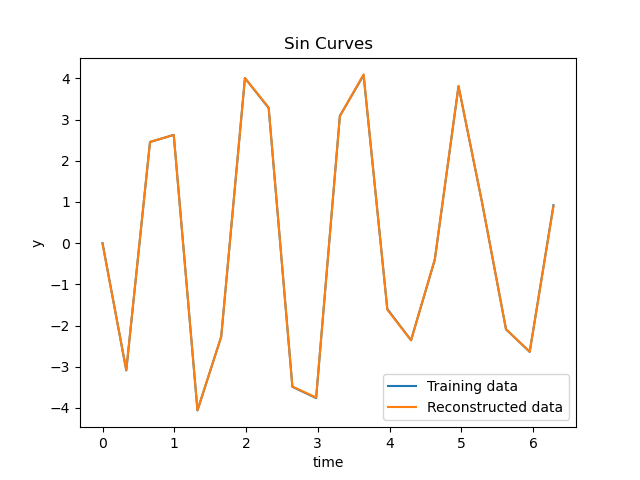 Sin Curves
4
3
2
1
0
−1
−2
−3
−4
y
0 1 2 3 4 5 6
time
Training data
Reconstructed data